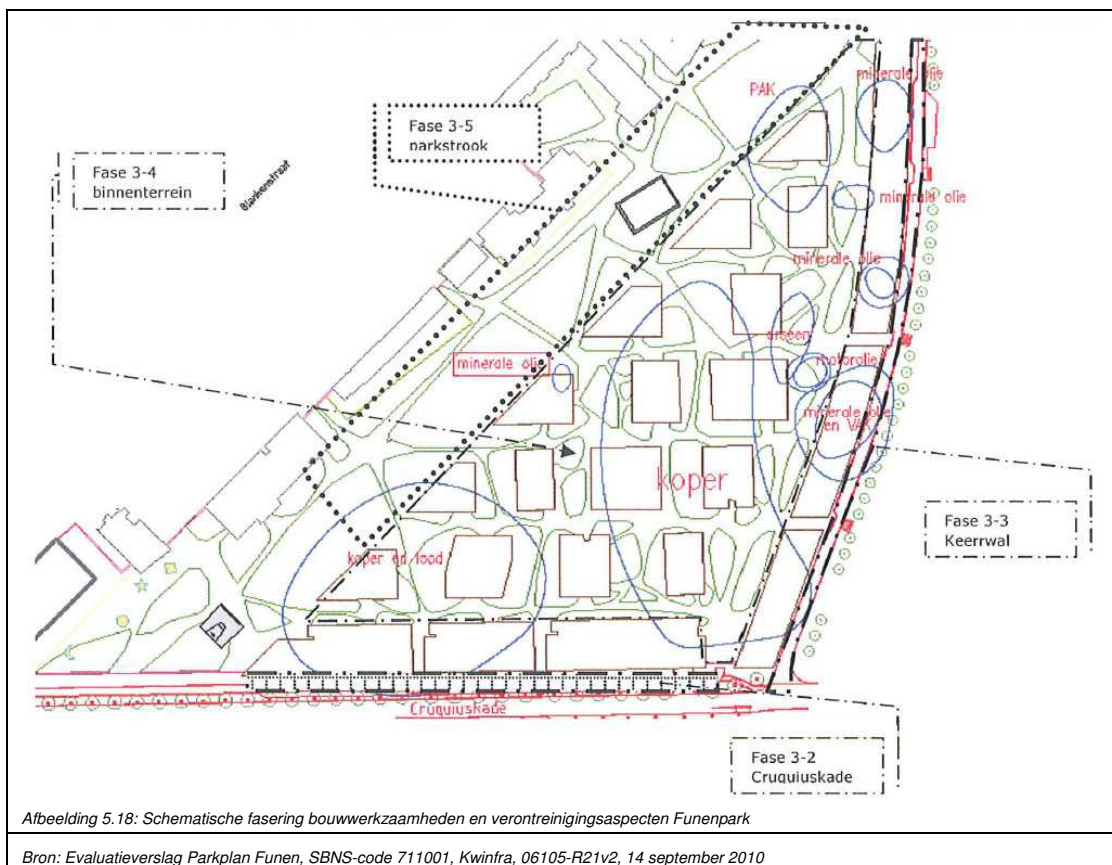 minerale olie
PAK
Fase 3-5
parkstrook
Fase 3-4
binnenterrein
Blankenstraat
minerale olie
minerale olie
arseen
minerale olie
motorolie
minerale olie
en VAK
koper
Fase 3-3
Keerrwal
koper en lood
Cruquiuskade
Fase 3-2
Cruquiuskade
Afbeelding 5.18: Schematische fasering bouwwerkzaamheden en verontreinigingsaspecten Funenpark
Bron: Evaluatieverslag Parkplan Funen, SBNS-code 711001, Kwinfra, 06105-R21v2, 14 september 2010